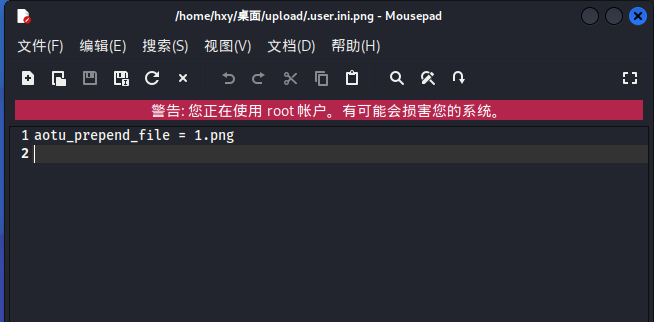 /home/hxy/桌面/upload/.user.ini.png - Mousepad
文件(F) 编辑(E) 搜索(S) 视图(V) 文档(D) 帮助(H)
警告: 您正在使用 root 帐户。有可能会损害您的系统。
1 aotu_prepend_file = 1.png
2